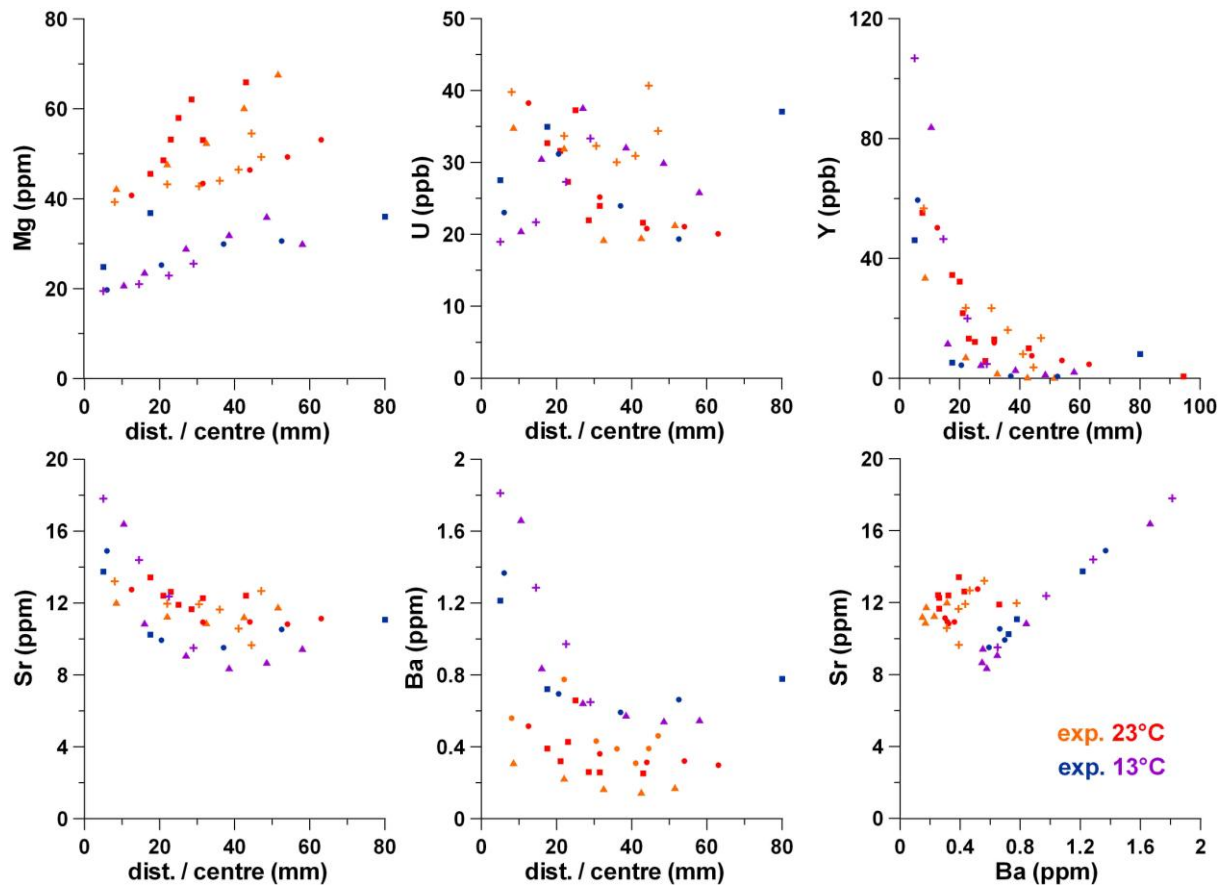 80
60
40
20
0
Mg (ppm)
0 20 40 60 80
dist. / centre (mm)
50
40
30
20
10
0
U (ppb)
0 20 40 60 80
dist. / centre (mm)
120
80
40
0
Y (ppb)
0 20 40 60 80 100
dist. / centre (mm)
20
16
12
8
4
0
Sr (ppm)
0 20 40 60 80
dist. / centre (mm)
2
1.6
1.2
0.8
0.4
0
Ba (ppm)
0 20 40 60 80
dist. / centre (mm)
20
16
12
8
4
0
Sr (ppm)
exp. 23°C
exp. 13°C
0 0.4 0.8 1.2 1.6 2
Ba (ppm)